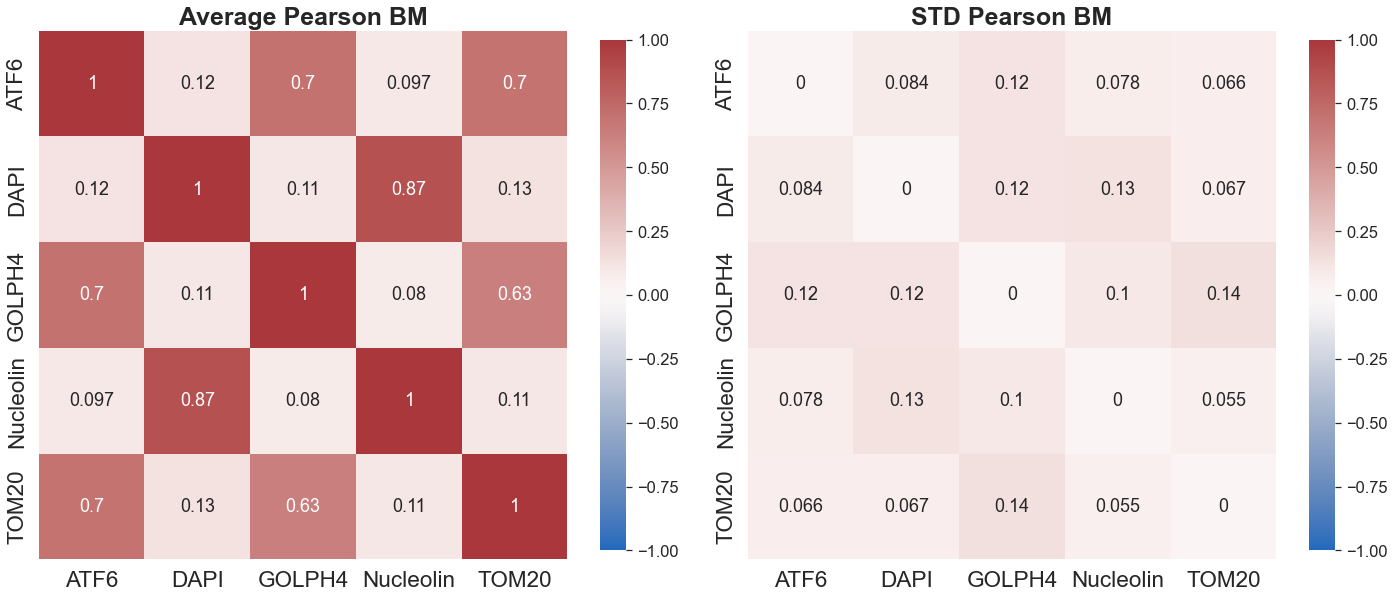 Average Pearson BM
ATF6 1 0.12 0.7 0.097 0.7
DAPI 0.12 1 0.11 0.87 0.13
GOLPH4 0.7 0.11 1 0.08 0.63
Nucleolin 0.097 0.87 0.08 1 0.11
TOM20 0.7 0.13 0.63 0.11 1
ATF6 DAPI GOLPH4 Nucleolin TOM20
1.00
0.75
0.50
0.25
0.00
−0.25
−0.50
−0.75
−1.00
STD Pearson BM
ATF6 0 0.084 0.12 0.078 0.066
DAPI 0.084 0 0.12 0.13 0.067
GOLPH4 0.12 0.12 0 0.1 0.14
Nucleolin 0.078 0.13 0.1 0 0.055
TOM20 0.066 0.067 0.14 0.055 0
ATF6 DAPI GOLPH4 Nucleolin TOM20
1.00
0.75
0.50
0.25
0.00
−0.25
−0.50
−0.75
−1.00